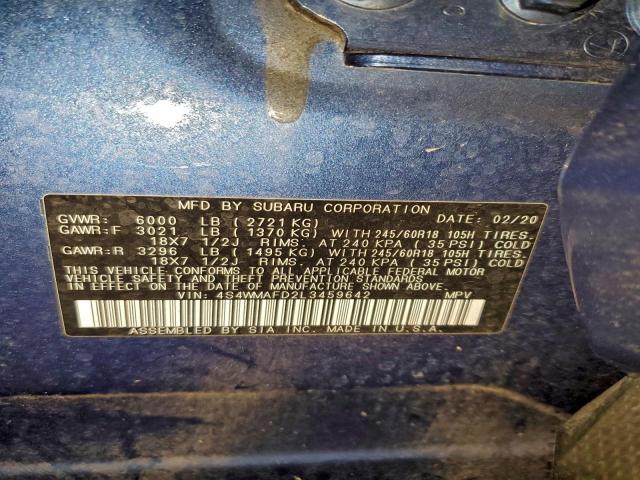 MFD BY SUBARU CORPORATION
GVWR: 6000 LB ( 2721 KG) DATE: 02/20
GAWR:F 3021 LB ( 1370 KG) WITH 245/60R18 105H TIRES.
18X7 1/2J RIMS. AT 240 KPA ( 35 PSI) COLD
GAWR:R 3296 LB ( 1495 KG) WITH 245/60R18 105H TIRES.
18X7 1/2J RIMS. AT 240 KPA ( 35 PSI) COLD
THIS VEHICLE CONFORMS TO ALL APPLICABLE FEDERAL MOTOR
VEHICLE SAFETY AND THEFT PREVENTION STANDARDS
IN EFFECT ON THE DATE OF MANUFACTURE SHOWN ABOVE.
VIN: 4S4WMAFD2L3459642 MPV
ASSEMBLED BY SIA INC. MADE IN U.S.A.